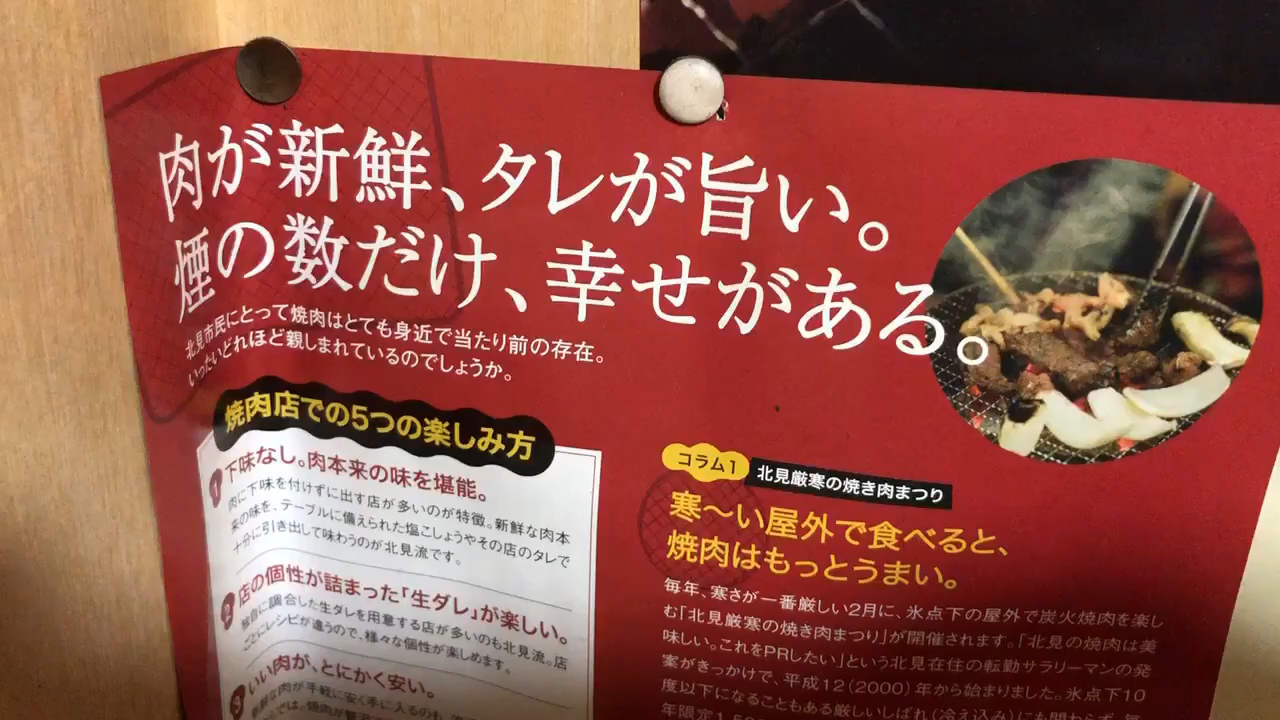 肉が新鮮、タレが旨い。
煙の数だけ、幸せがある。
北見市民にとって焼肉はとても身近で当たり前の存在。
いったいどれほど親しまれているのでしょうか。
焼肉店での5つの楽しみ方
1 下味なし。肉本来の味を堪能。
肉に下味を付けずに出す店が多いのが特徴。新鮮な肉本
来の味を、テーブルに備えられた塩こしょうやその店のタレで
十分に引き出して味わうのが北見流です。
2 店の個性が詰まった「生ダレ」が楽しい。
独自に調合した生ダレを用意する店が多いのも北見流。店
ごとにレシピが違うので、様々な個性が楽しめます。
3 いい肉が、とにかく安い。
新鮮な肉が手軽に安く手に入るのも、
コラム1 北見厳寒の焼き肉まつり
寒〜い屋外で食べると、
焼肉はもっとうまい。
毎年、寒さが一番厳しい2月に、氷点下の屋外で炭火焼肉を楽し
む「北見厳寒の焼き肉まつり」が開催されます。「北見の焼肉は美
味しい。これをPRしたい」という北見在住の転勤サラリーマンの発
案がきっかけで、平成12(2000)年から始まりました。氷点下10
度以下になることもある厳しいしばれ(冷え込み)にも関わらず、
年限定1,5